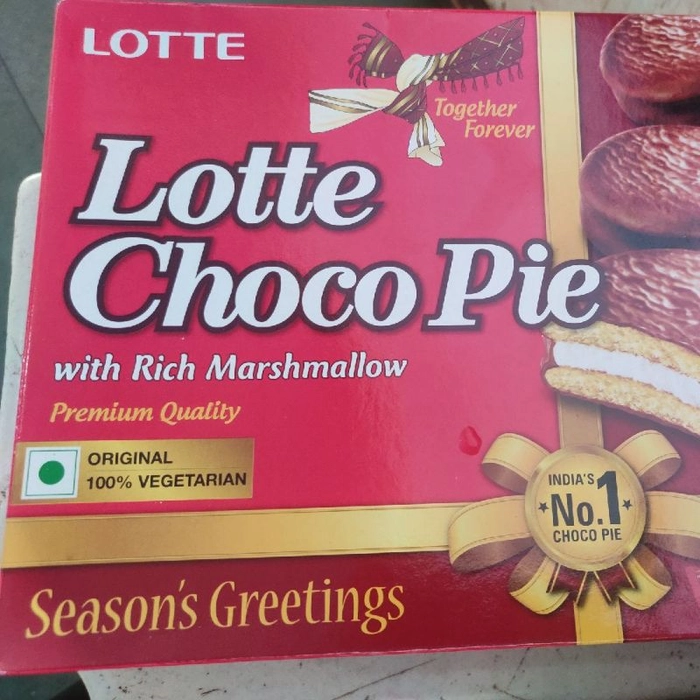 LOTTE
Together
Forever
Lotte
Choco Pie
with Rich Marshmallow
Premium Quality
ORIGINAL
100% VEGETARIAN
INDIA'S
No.1
CHOCO PIE
Season's Greetings